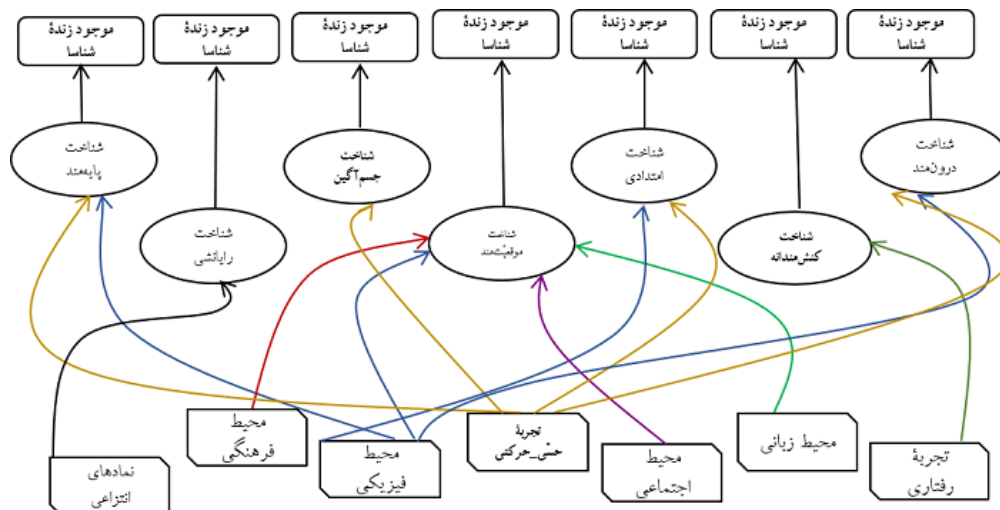 موجود زندهٔ
شناسا
موجود زندهٔ
شناسا
موجود زندهٔ
شناسا
موجود زندهٔ
شناسا
موجود زندهٔ
شناسا
موجود زندهٔ
شناسا
موجود زندهٔ
شناسا
شناخت
درون‌مند
شناخت
کنش‌مندانه
شناخت
امتدادی
شناخت
موقعیّت‌مند
شناخت
جسم‌آگین
شناخت
رایانشی
شناخت
پایه‌مند
تجربهٔ
رفتاری
محیط زبانی
محیط
اجتماعی
تجربهٔ
حسّی_حرکتی
محیط
فیزیکی
محیط
فرهنگی
نمادهای
انتزاعی